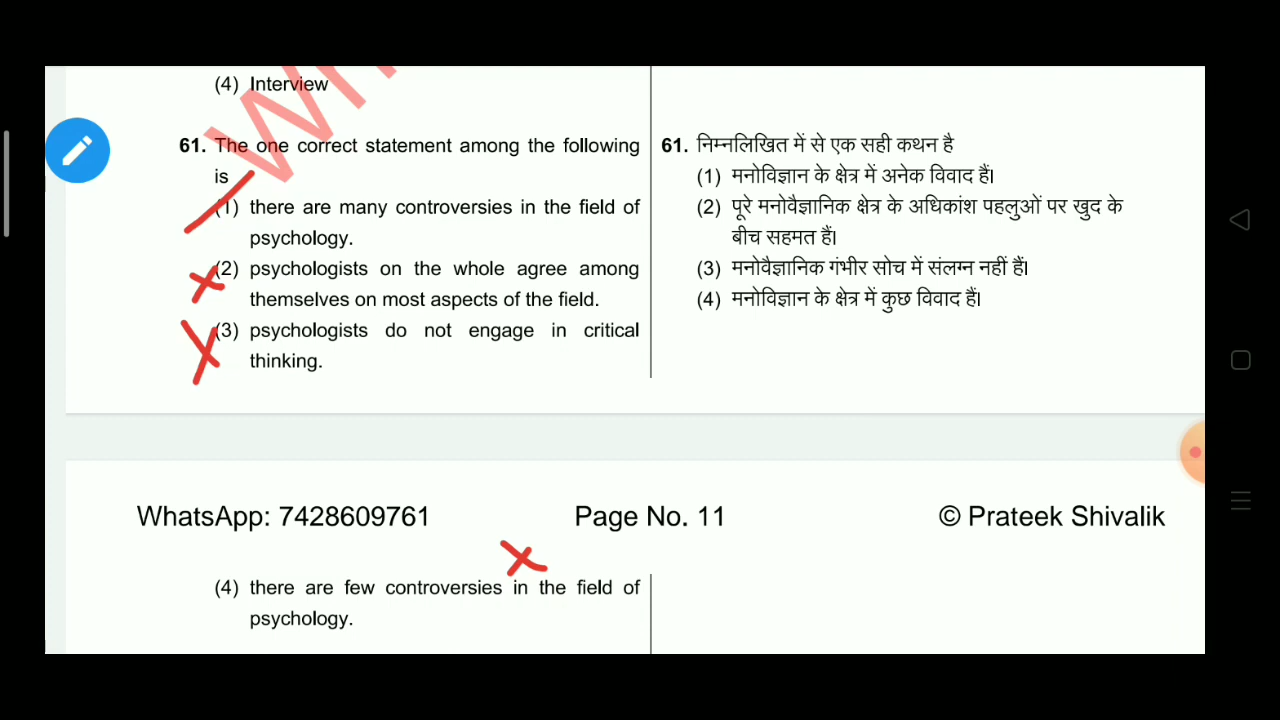 (4) Interview
61. The one correct statement among the following
is
(1) there are many controversies in the field of
psychology.
(2) psychologists on the whole agree among
themselves on most aspects of the field.
(3) psychologists do not engage in critical
thinking.
61. निम्नलिखित में से एक सही कथन है
(1) मनोविज्ञान के क्षेत्र में अनेक विवाद हैं।
(2) पूरे मनोवैज्ञानिक क्षेत्र के अधिकांश पहलुओं पर खुद के
बीच सहमत हैं।
(3) मनोवैज्ञानिक गंभीर सोच में संलग्न नहीं हैं।
(4) मनोविज्ञान के क्षेत्र में कुछ विवाद हैं।
WhatsApp: 7428609761 Page No. 11 © Prateek Shivalik
(4) there are few controversies in the field of
psychology.